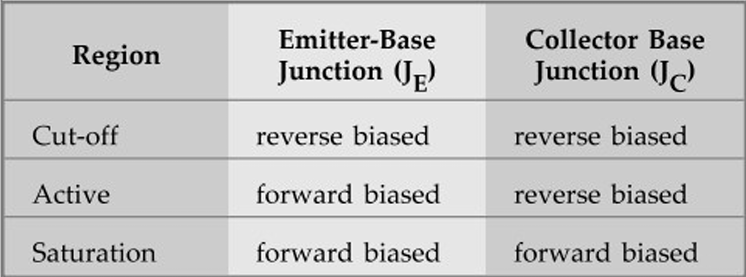 Region Emitter-Base Junction (J_E) Collector Base Junction (J_C)
Cut-off reverse biased reverse biased
Active forward biased reverse biased
Saturation forward biased forward biased